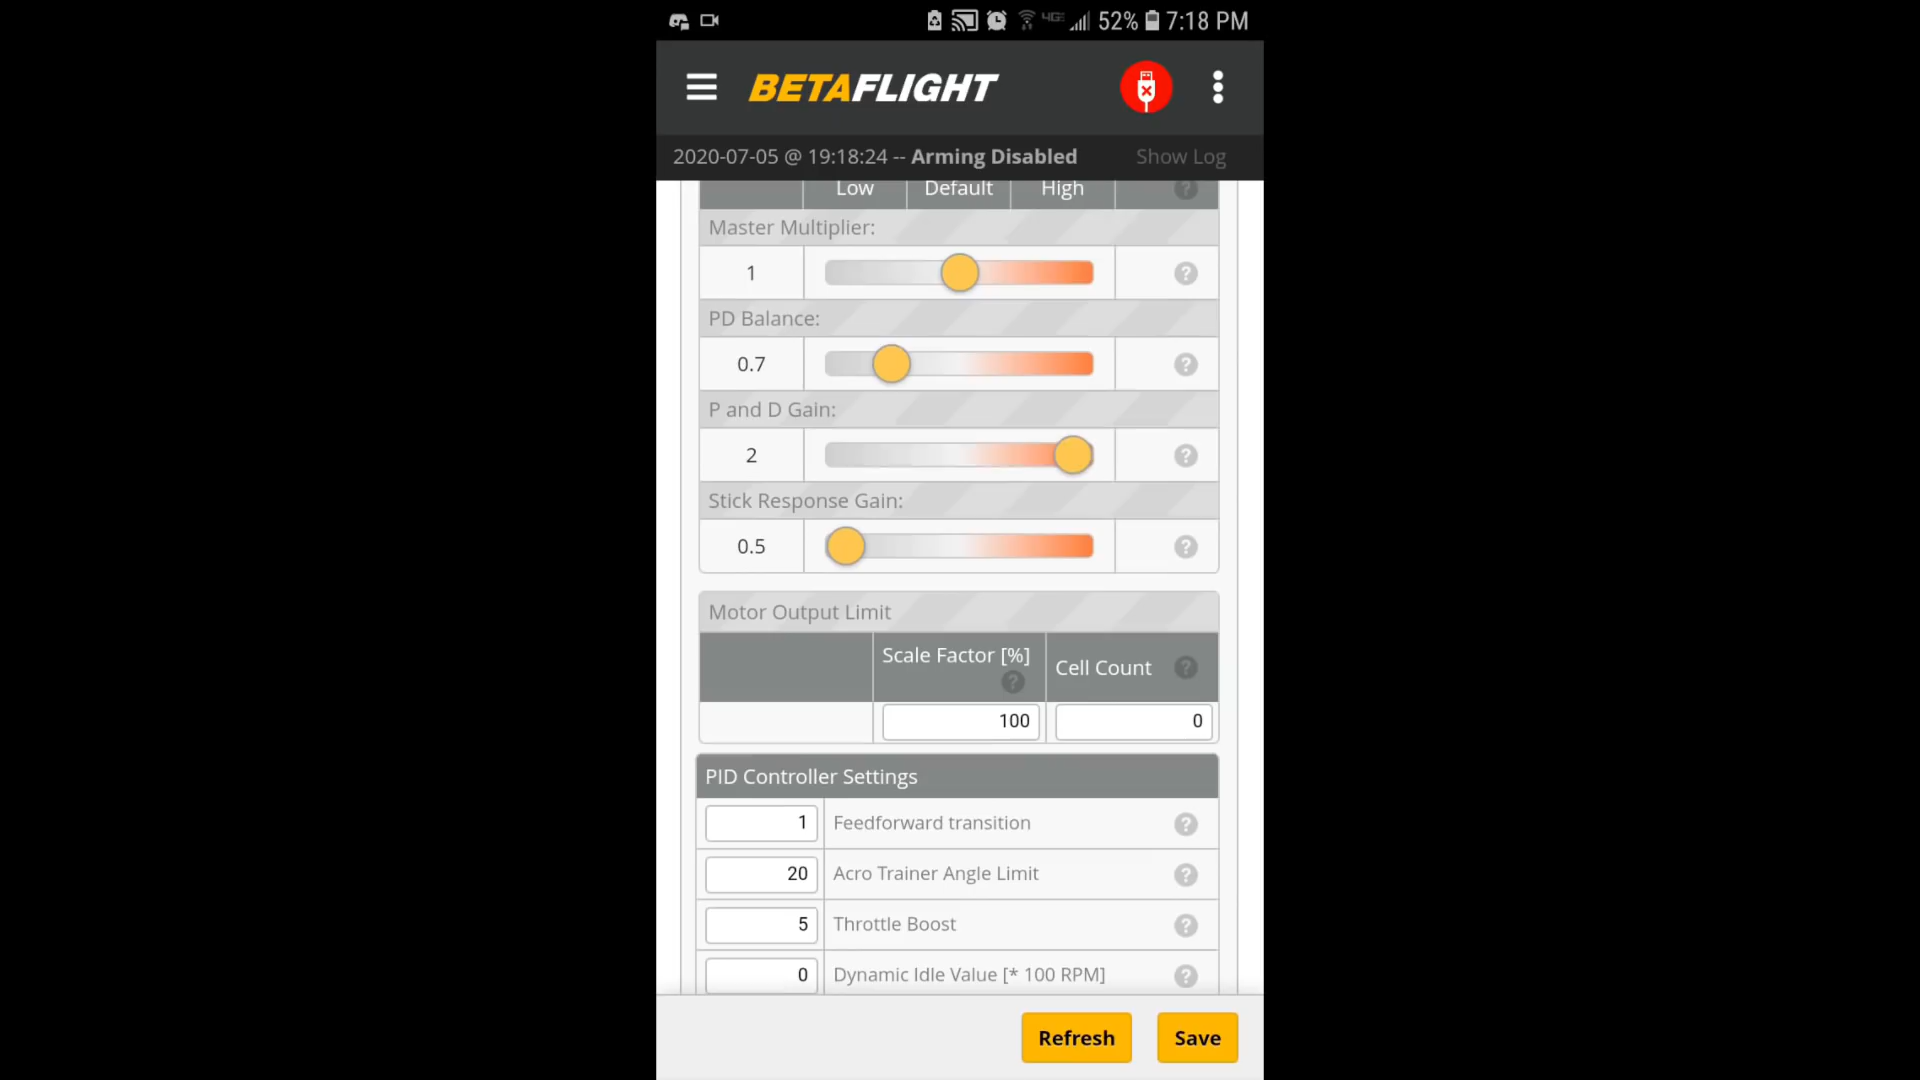 52% 7:18 PM
BETAFLIGHT
2020-07-05 @ 19:18:24 -- Arming Disabled Show Log
Low Default High ?
Master Multiplier:
1 ?
PD Balance:
0.7 ?
P and D Gain:
2 ?
Stick Response Gain:
0.5 ?
Motor Output Limit
Scale Factor [%] ? Cell Count ?
100 0
PID Controller Settings
1 Feedforward transition ?
20 Acro Trainer Angle Limit ?
5 Throttle Boost ?
0 Dynamic Idle Value [* 100 RPM] ?
Refresh Save